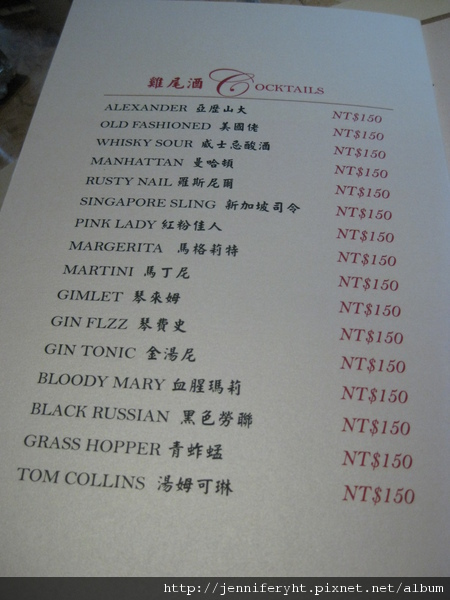 雞尾酒 COCKTAILS
ALEXANDER 亞歷山大 NT$150
OLD FASHIONED 美國佬 NT$150
WHISKY SOUR 威士忌酸酒 NT$150
MANHATTAN 曼哈頓 NT$150
RUSTY NAIL 羅斯尼爾 NT$150
SINGAPORE SLING 新加坡司令 NT$150
PINK LADY 紅粉佳人 NT$150
MARGERITA 馬格莉特 NT$150
MARTINI 馬丁尼 NT$150
GIMLET 琴來姆 NT$150
GIN FLZZ 琴費史 NT$150
GIN TONIC 金湯尼 NT$150
BLOODY MARY 血腥瑪莉 NT$150
BLACK RUSSIAN 黑色勞聯 NT$150
GRASS HOPPER 青蚱蜢 NT$150
TOM COLLINS 湯姆可琳 NT$150
http://jenniferyht.pixnet.net/album